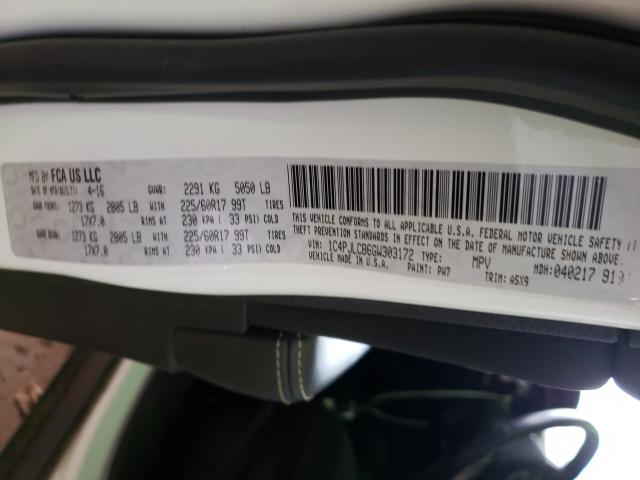 MFD BY FCA US LLC
DATE OF MFR(BUILT): 4-16 GVWR: 2291 KG 5050 LB
GAWR FRONT: 1273 KG 2805 LB WITH 225/60R17 99T TIRES
17X7.0 RIMS AT 230 KPA ( 33 PSI) COLD
GAWR REAR: 1273 KG 2805 LB WITH 225/60R17 99T TIRES
17X7.0 RIMS AT 230 KPA ( 33 PSI) COLD
THIS VEHICLE CONFORMS TO ALL APPLICABLE U.S.A. FEDERAL MOTOR VEHICLE SAFETY
THEFT PREVENTION STANDARDS IN EFFECT ON THE DATE OF MANUFACTURE SHOWN ABOVE.
VIN: 1C4PJLCB6GW303172 TYPE: MPV MDH: 040217
VEHICLE MADE IN U.S.A. PAINT: PW7 TRIM: A5X9